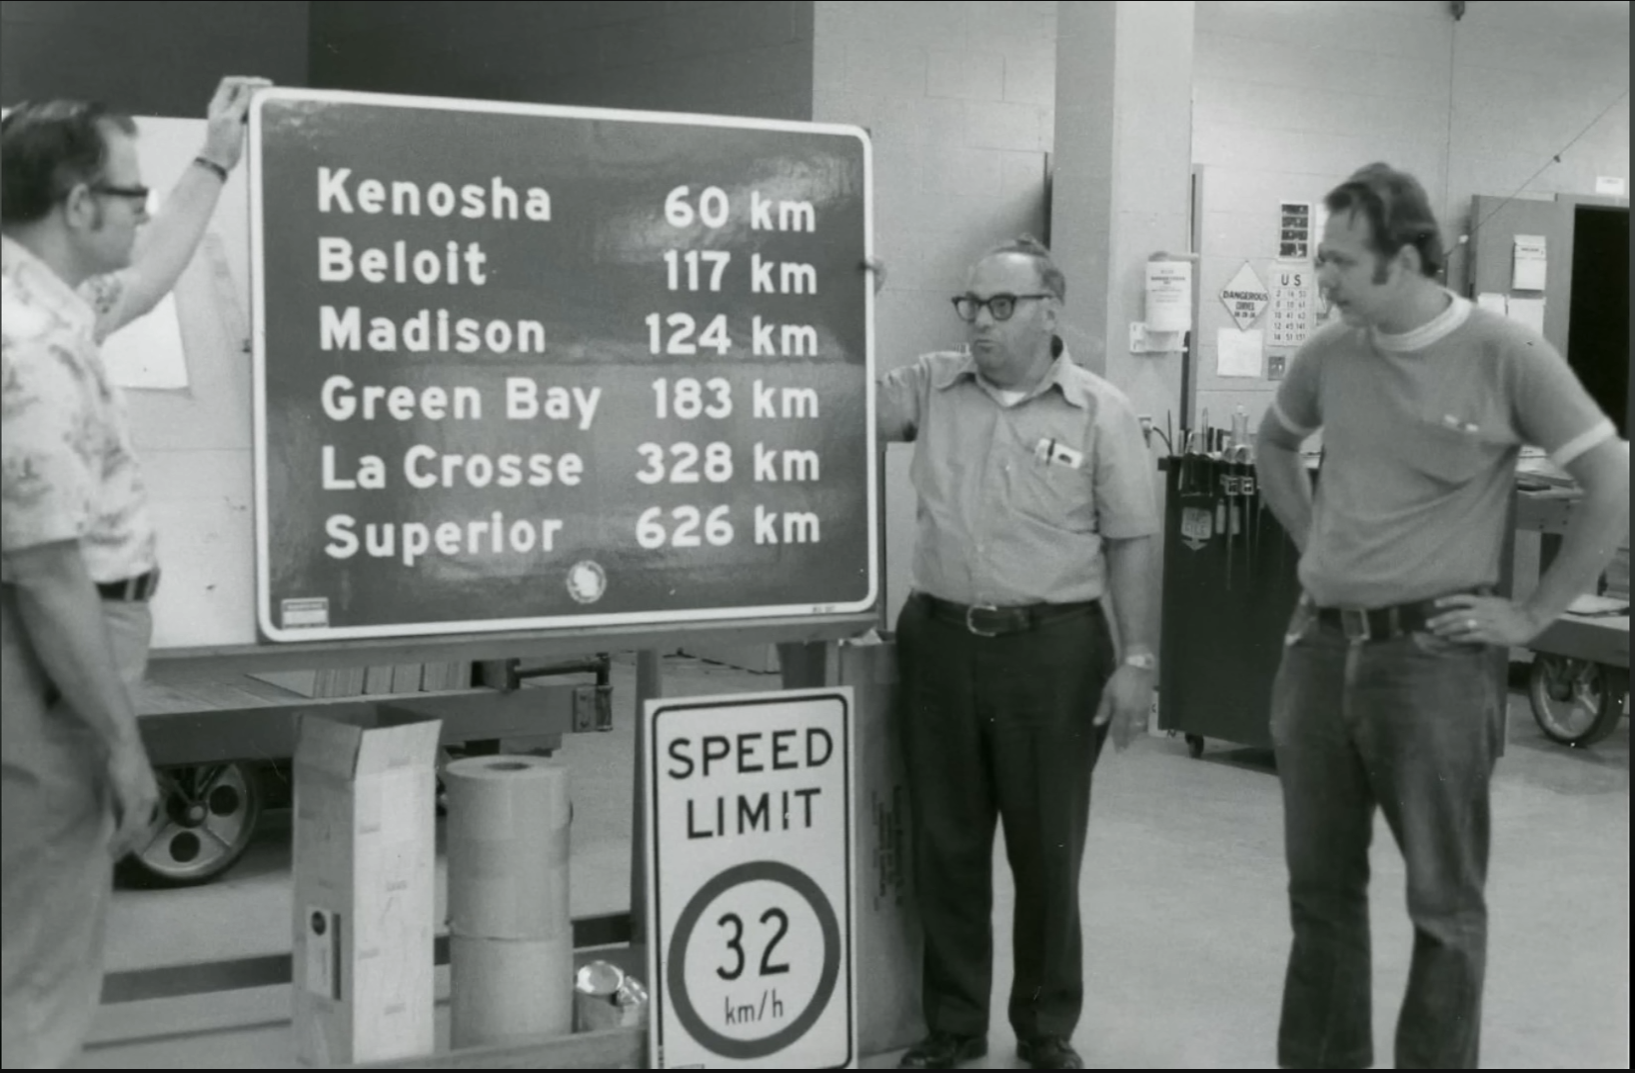 Kenosha 60 km
Beloit 117 km
Madison 124 km
Green Bay 183 km
La Crosse 328 km
Superior 626 km
SPEED
LIMIT
32
km/h
DANGEROUS
US